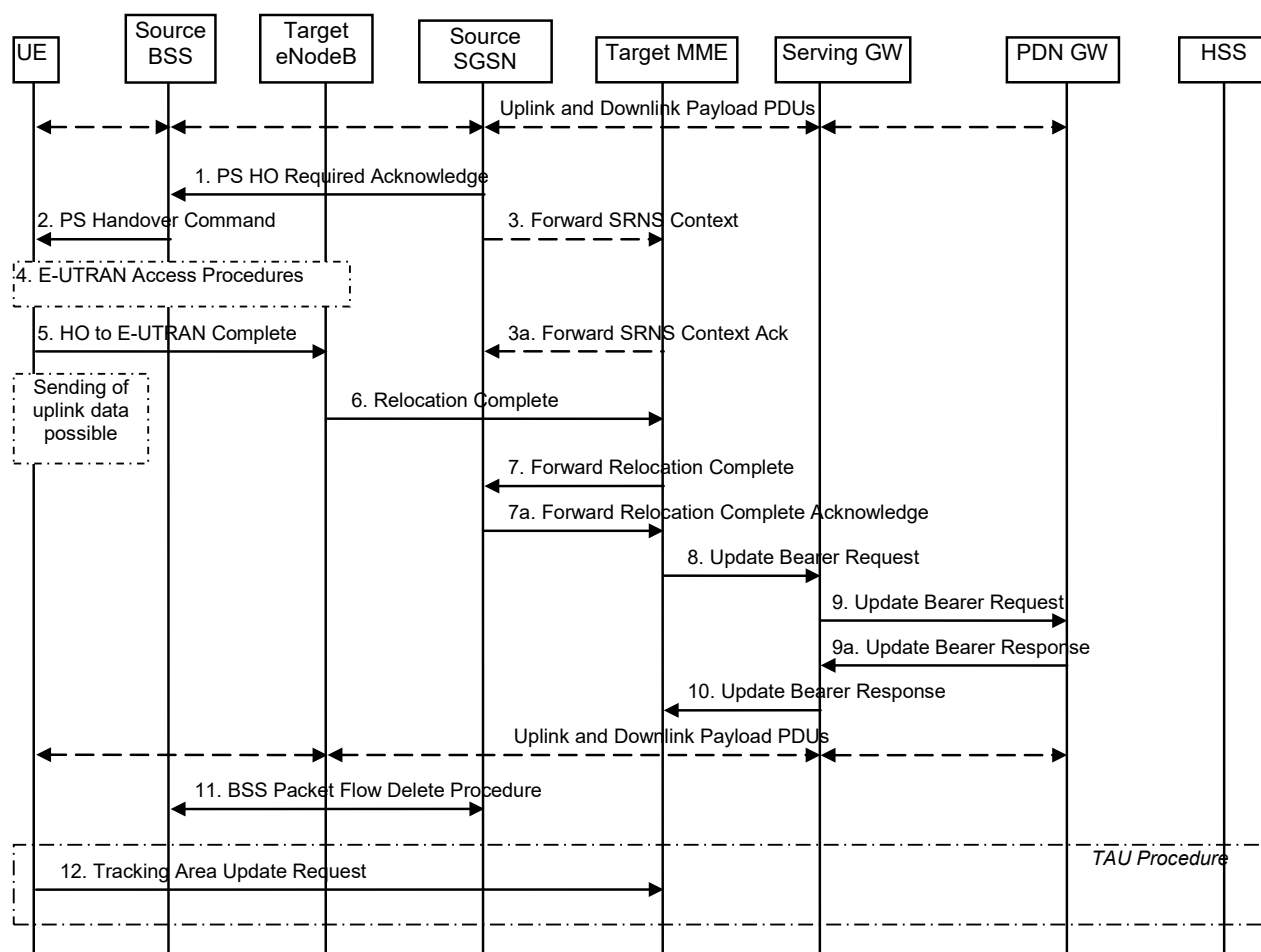 UE
Source
BSS
Target
eNodeB
Source
SGSN
Target MME
Serving GW
PDN GW
HSS
Uplink and Downlink Payload PDUs
1. PS HO Required Acknowledge
2. PS Handover Command
3. Forward SRNS Context
4. E-UTRAN Access Procedures
5. HO to E-UTRAN Complete
3a. Forward SRNS Context Ack
Sending of
uplink data
possible
6. Relocation Complete
7. Forward Relocation Complete
7a. Forward Relocation Complete Acknowledge
8. Update Bearer Request
9. Update Bearer Request
9a. Update Bearer Response
10. Update Bearer Response
Uplink and Downlink Payload PDUs
11. BSS Packet Flow Delete Procedure
TAU Procedure
12. Tracking Area Update Request